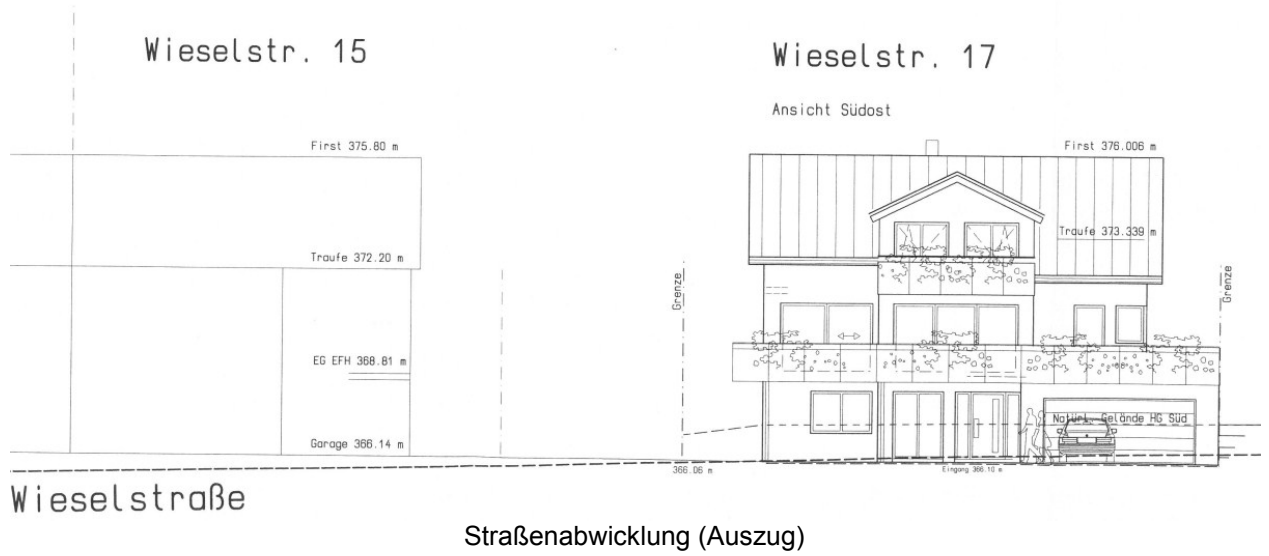 Wieselstr. 15
Wieselstr. 17
Ansicht Südost
First 375.80 m
First 376.006 m
Traufe 373.339 m
Traufe 372.20 m
Grenze
Grenze
EG EFH 368.81 m
Natürl. Gelände HG Süd
Garage 366.14 m
366.06 m
Eingang 366.10 m
Wieselstraße
Straßenabwicklung (Auszug)